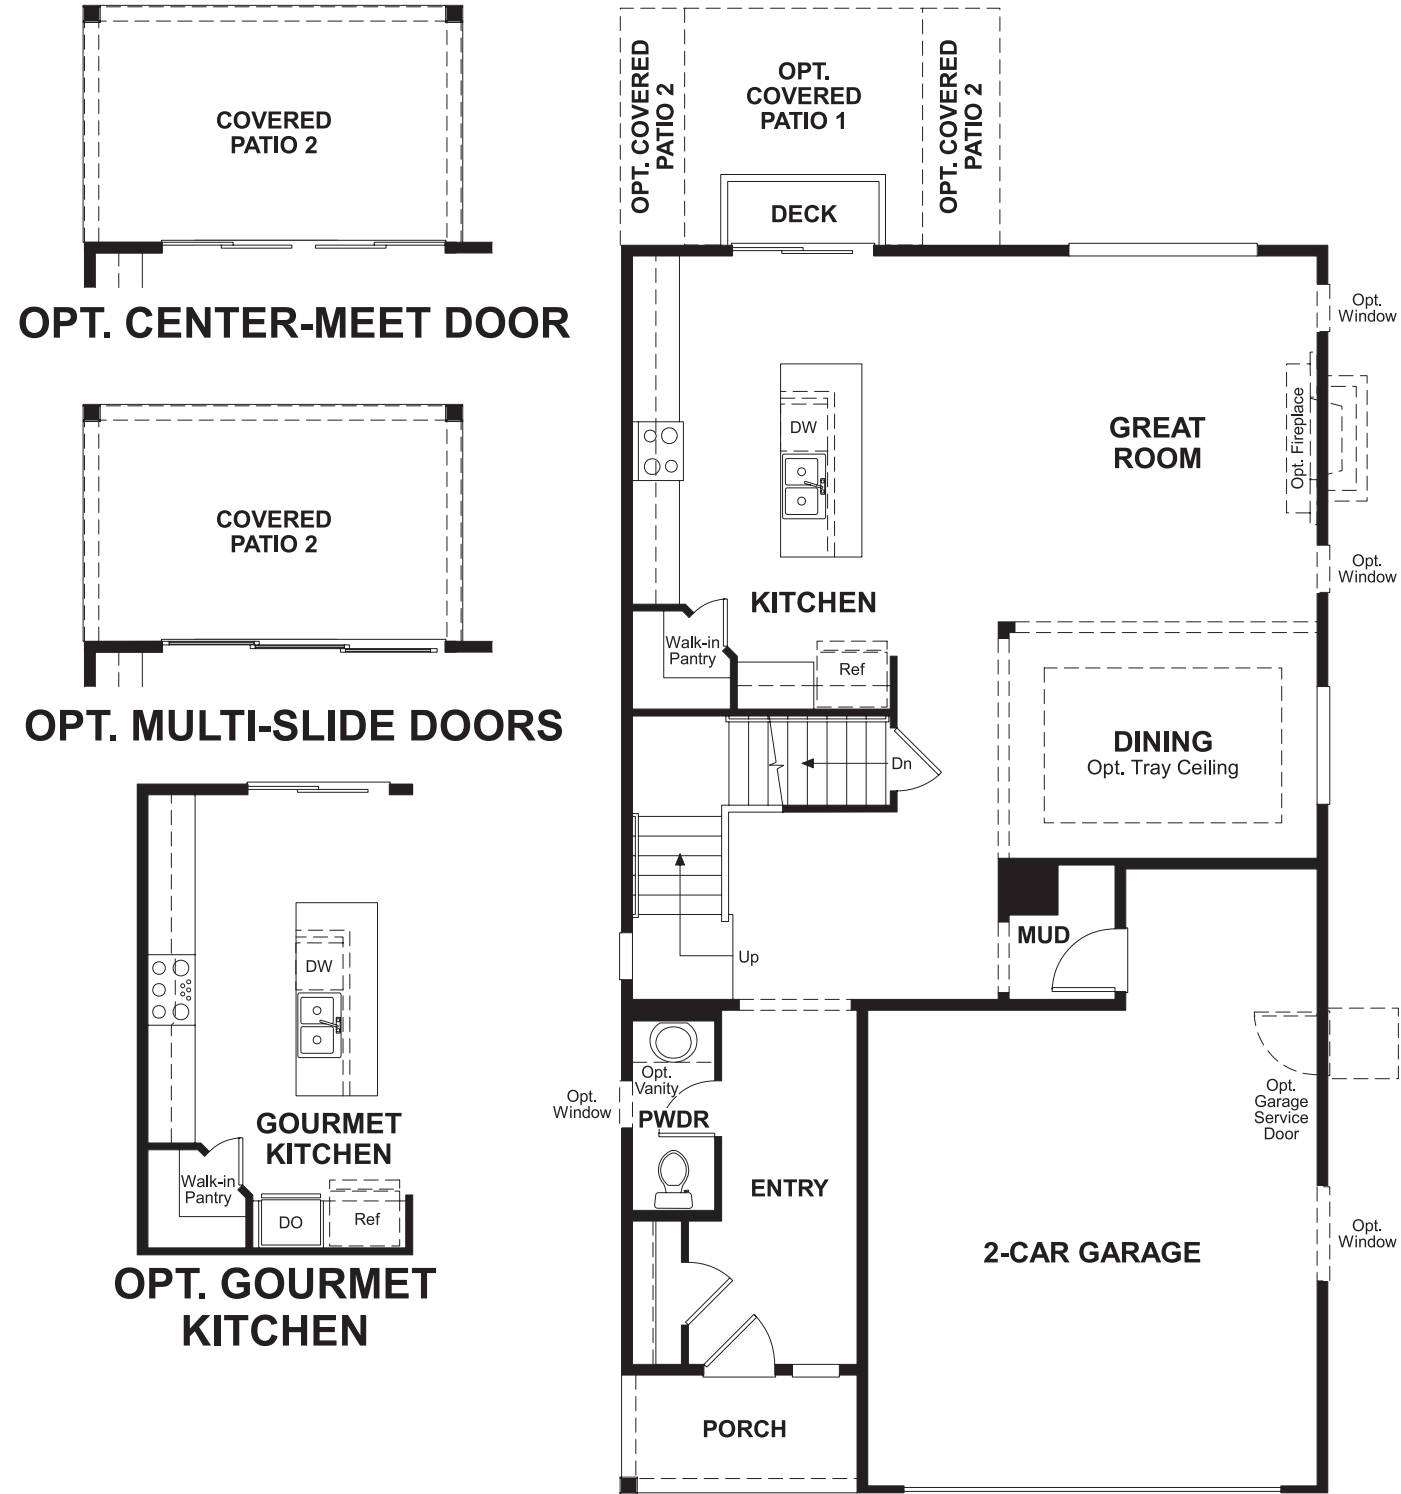 COVERED
PATIO 2
OPT. CENTER-MEET DOOR
COVERED
PATIO 2
OPT. MULTI-SLIDE DOORS
DW
GOURMET
KITCHEN
Walk-in
Pantry
DO
Ref
OPT. GOURMET
KITCHEN
OPT. COVERED
PATIO 2
OPT.
COVERED
PATIO 1
OPT. COVERED
PATIO 2
DECK
Opt.
Window
DW
GREAT
ROOM
Opt. Fireplace
Opt.
Window
KITCHEN
Walk-in
Pantry
Ref
DINING
Opt. Tray Ceiling
Dn
Up
MUD
Opt.
Vanity
Opt.
Window
PWDR
Opt.
Garage
Service
Door
ENTRY
2-CAR GARAGE
Opt.
Window
PORCH